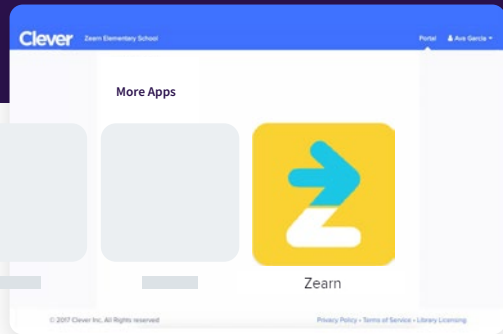 Clever Zearn Elementary School Portal Ava Garcia
More Apps
Zearn
© 2017 Clever Inc. All Rights reserved Privacy Policy - Terms of Service - Library Licensing